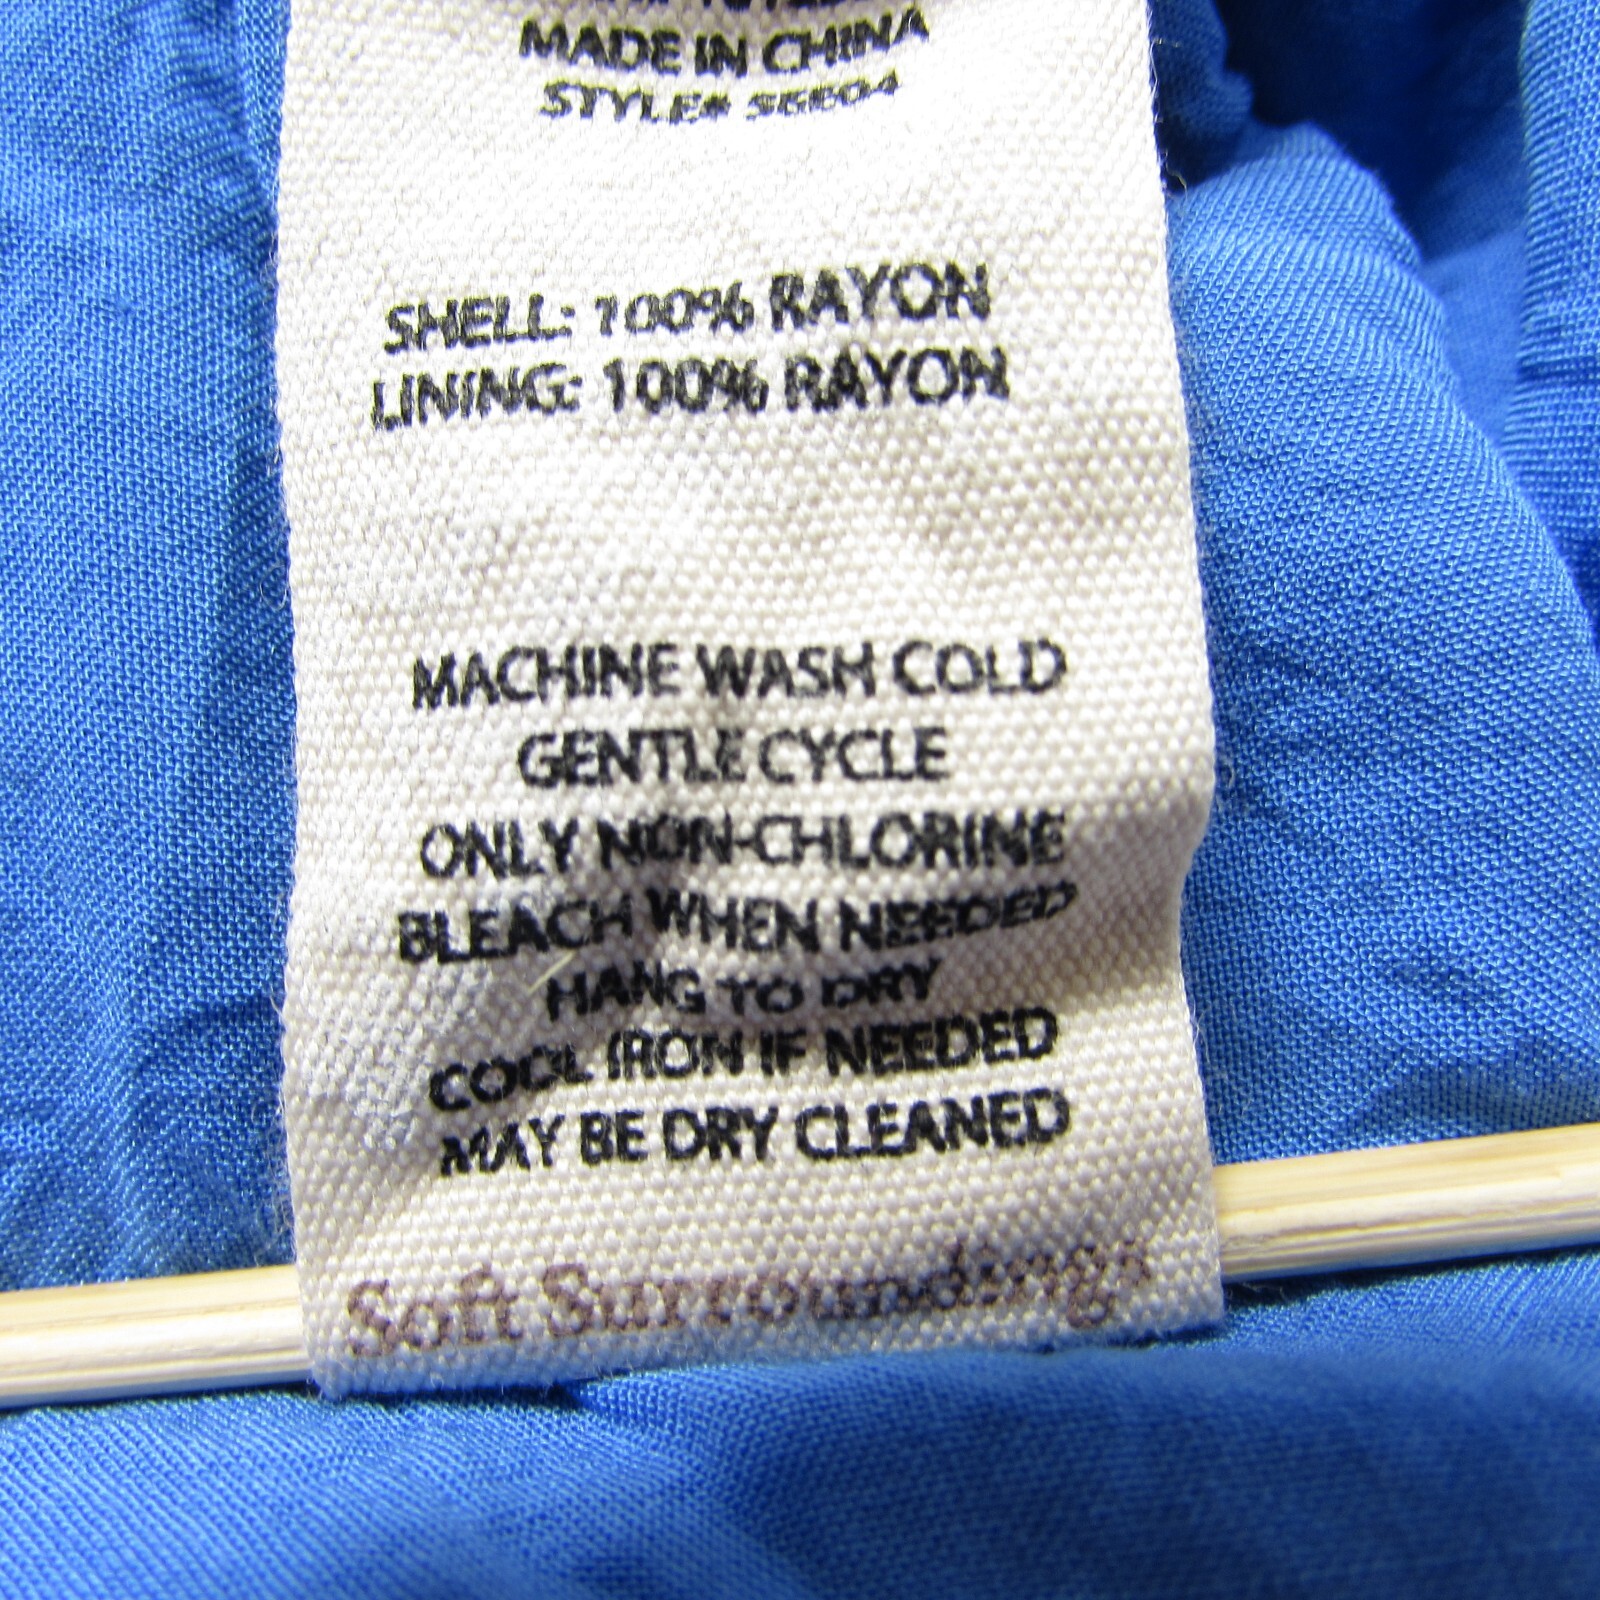 MADE IN CHINA
STYLE#
SHELL: 100% RAYON
LINING: 100% RAYON
MACHINE WASH COLD
GENTLE CYCLE
ONLY NON-CHLORINE
BLEACH WHEN NEEDED
HANG TO DRY
COOL IRON IF NEEDED
MAY BE DRY CLEANED
Soft Surroundings